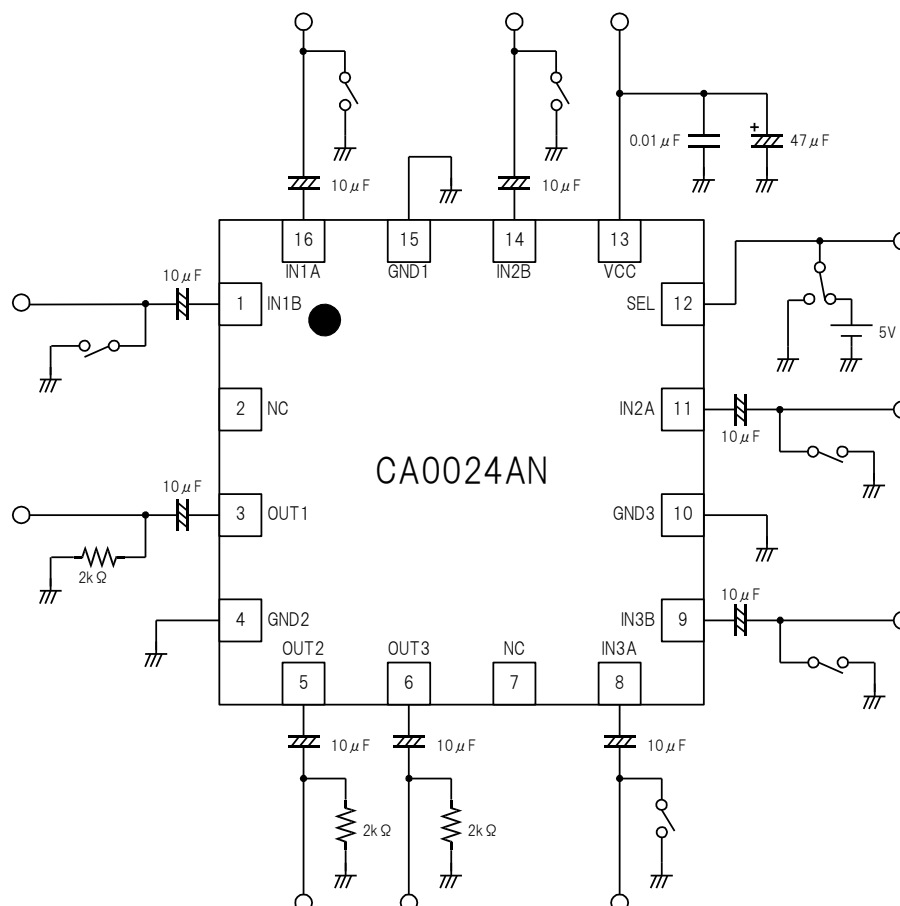 10μF
10μF
0.01μF
+
47μF
16
15
14
13
IN1A
GND1
IN2B
VCC
10μF
1
IN1B
SEL
12
5V
2
NC
IN2A
11
10μF
CA0024AN
10μF
3
OUT1
GND3
10
2kΩ
10μF
4
GND2
IN3B
9
OUT2
OUT3
NC
IN3A
5
6
7
8
10μF
10μF
10μF
2kΩ
2kΩ